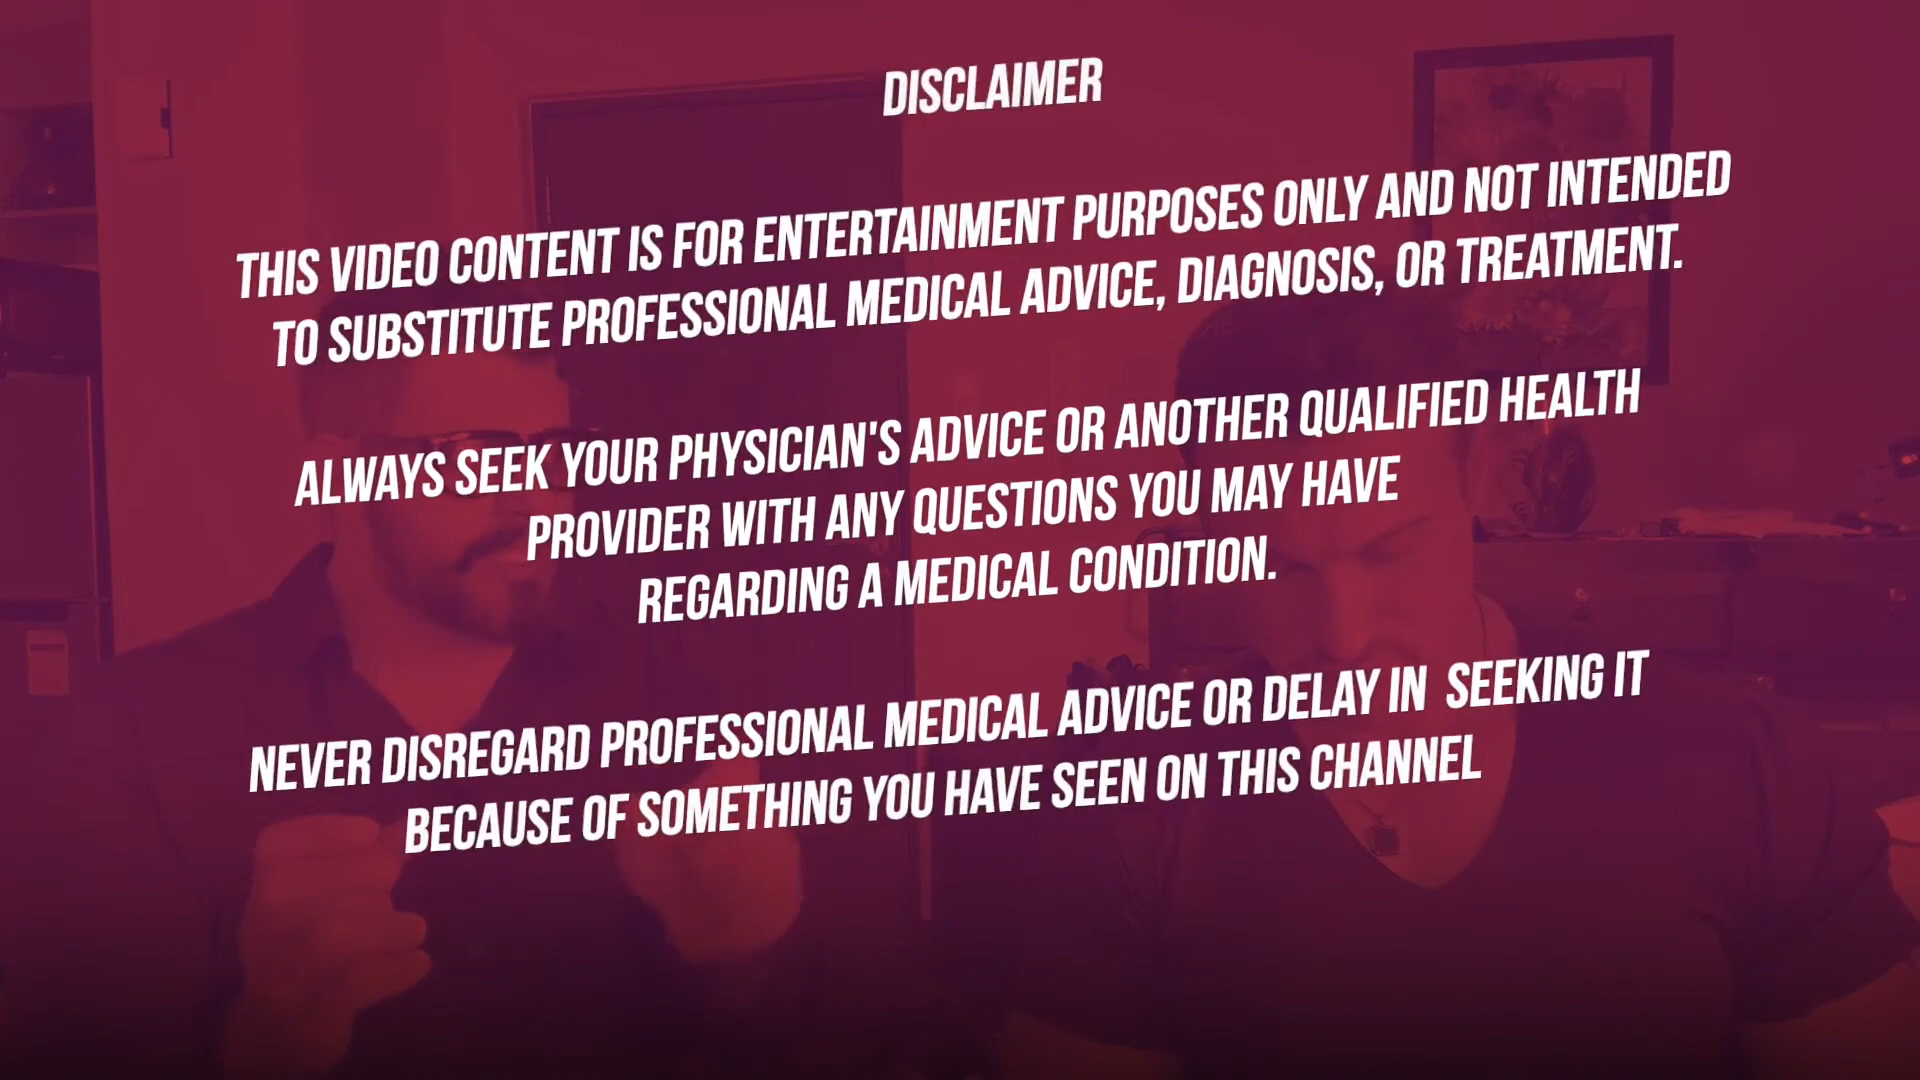 DISCLAIMER
THIS VIDEO CONTENT IS FOR ENTERTAINMENT PURPOSES ONLY AND NOT INTENDED
TO SUBSTITUTE PROFESSIONAL MEDICAL ADVICE, DIAGNOSIS, OR TREATMENT.
ALWAYS SEEK YOUR PHYSICIAN'S ADVICE OR ANOTHER QUALIFIED HEALTH
PROVIDER WITH ANY QUESTIONS YOU MAY HAVE
REGARDING A MEDICAL CONDITION.
NEVER DISREGARD PROFESSIONAL MEDICAL ADVICE OR DELAY IN  SEEKING IT
BECAUSE OF SOMETHING YOU HAVE SEEN ON THIS CHANNEL